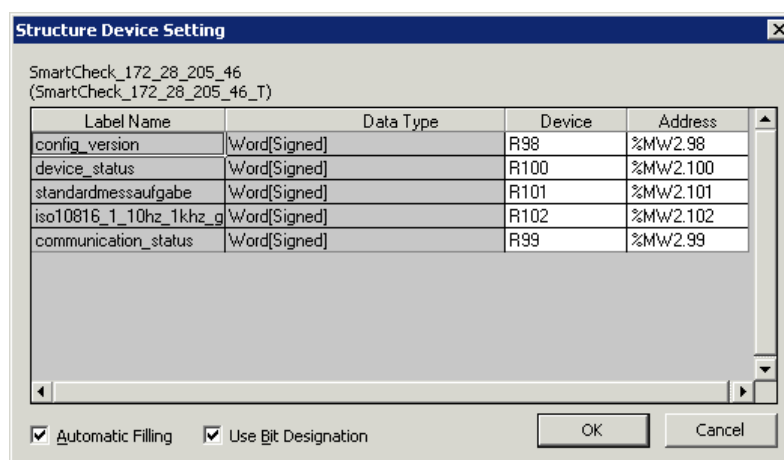 Structure Device Setting
SmartCheck_172_28_205_46
(SmartCheck_172_28_205_46_T)
Label Name Data Type Device Address
config_version Word[Signed] R98 %MW2.98
device_status Word[Signed] R100 %MW2.100
standardmessaufgabe Word[Signed] R101 %MW2.101
iso10816_1_10hz_1khz_g Word[Signed] R102 %MW2.102
communication_status Word[Signed] R99 %MW2.99
Automatic Filling Use Bit Designation OK Cancel